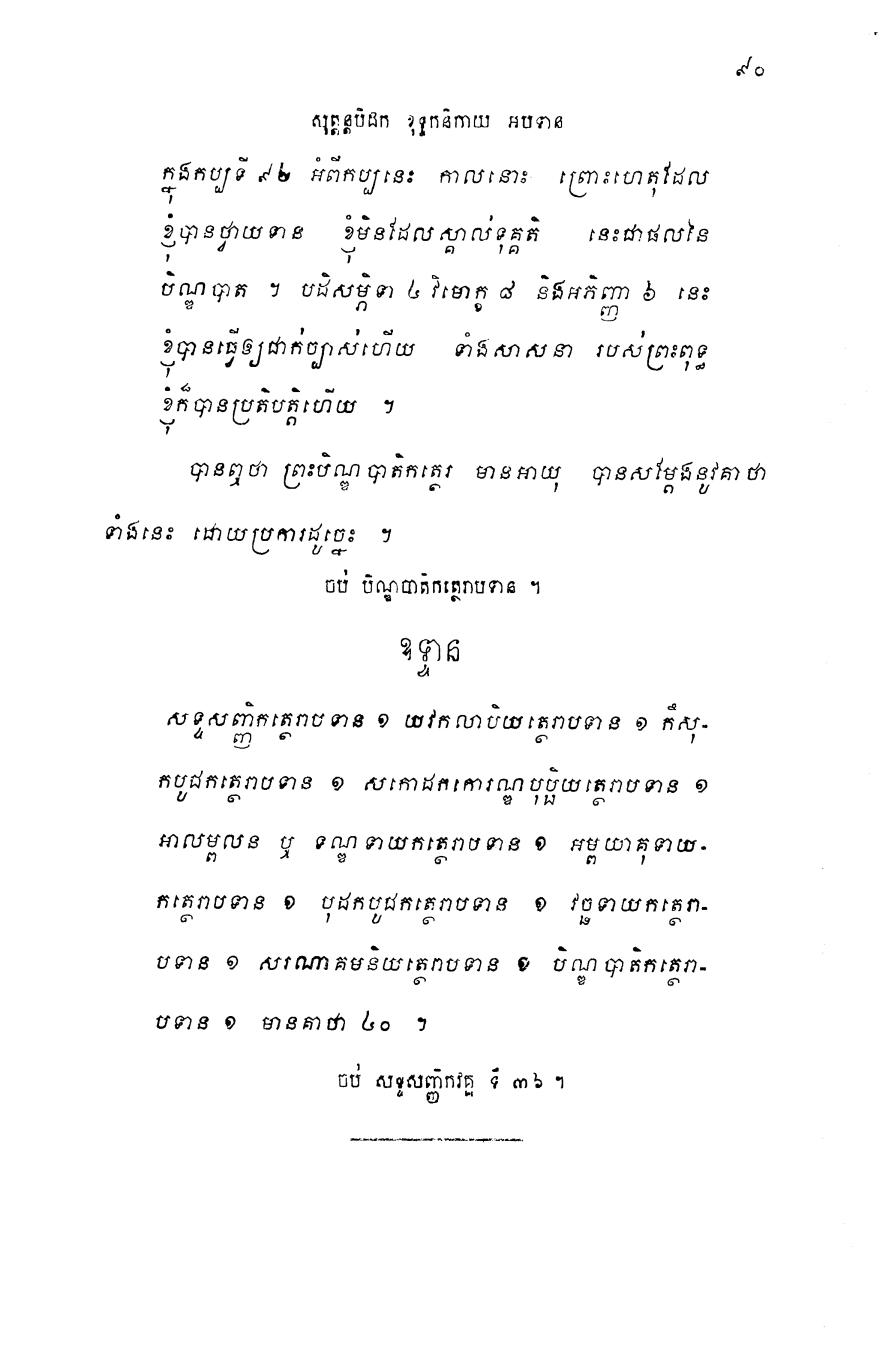 ៩០
សុត្តន្តបិដក ខុទ្ទកនិកាយ អបទាន
ក្នុងកប្បទី ៩២ អំពីកប្បនេះ កាលនោះ ព្រោះហេតុដែល
ខ្ញុំបានថ្វាយទាន ខ្ញុំមិនដែលស្គាល់ទុគ្គតិ នេះជាផលនៃ
បិណ្ឌបាត ។ បដិសម្ភិទា ៤ វិមោក្ខ ៨ និងអភិញ្ញា ៦ នេះ
ខ្ញុំបានធ្វើឲ្យជាក់ច្បាស់ហើយ ទាំងសាសនា របស់ព្រះពុទ្ធ
ខ្ញុំក៏បានប្រតិបត្តិហើយ ។
បានឮថា ព្រះបិណ្ឌបាតិកត្ថេរ មានអាយុ បានសម្តែងនូវគាថា
ទាំងនេះ ដោយប្រការដូច្នេះ ។
ចប់ បិណ្ឌបាតិកត្ថេរាបទាន ។
ឧទ្ទាន
សទ្ទសញ្ញិកត្ថេរាបទាន ១ យវកលាបិយត្ថេរាបទាន ១ កឹសុ-
កបូជកត្ថេរាបទាន ១ សកោដកកោរណ្ឌបុប្ផិយត្ថេរាបទាន ១
អាលម្ពលន ឬ ទណ្ឌទាយកត្ថេរាបទាន ១ អម្ពយាគុទាយ-
កត្ថេរាបទាន ១ បុដកបូជកត្ថេរាបទាន ១ វច្ឆទាយកត្ថេរា-
បទាន ១ សរណាគមនិយត្ថេរាបទាន ១ បិណ្ឌបាតិកត្ថេរា-
បទាន ១ មានគាថា ៤០ ។
ចប់ សទ្ទសញ្ញិកវគ្គ ទី ៣៦ ។